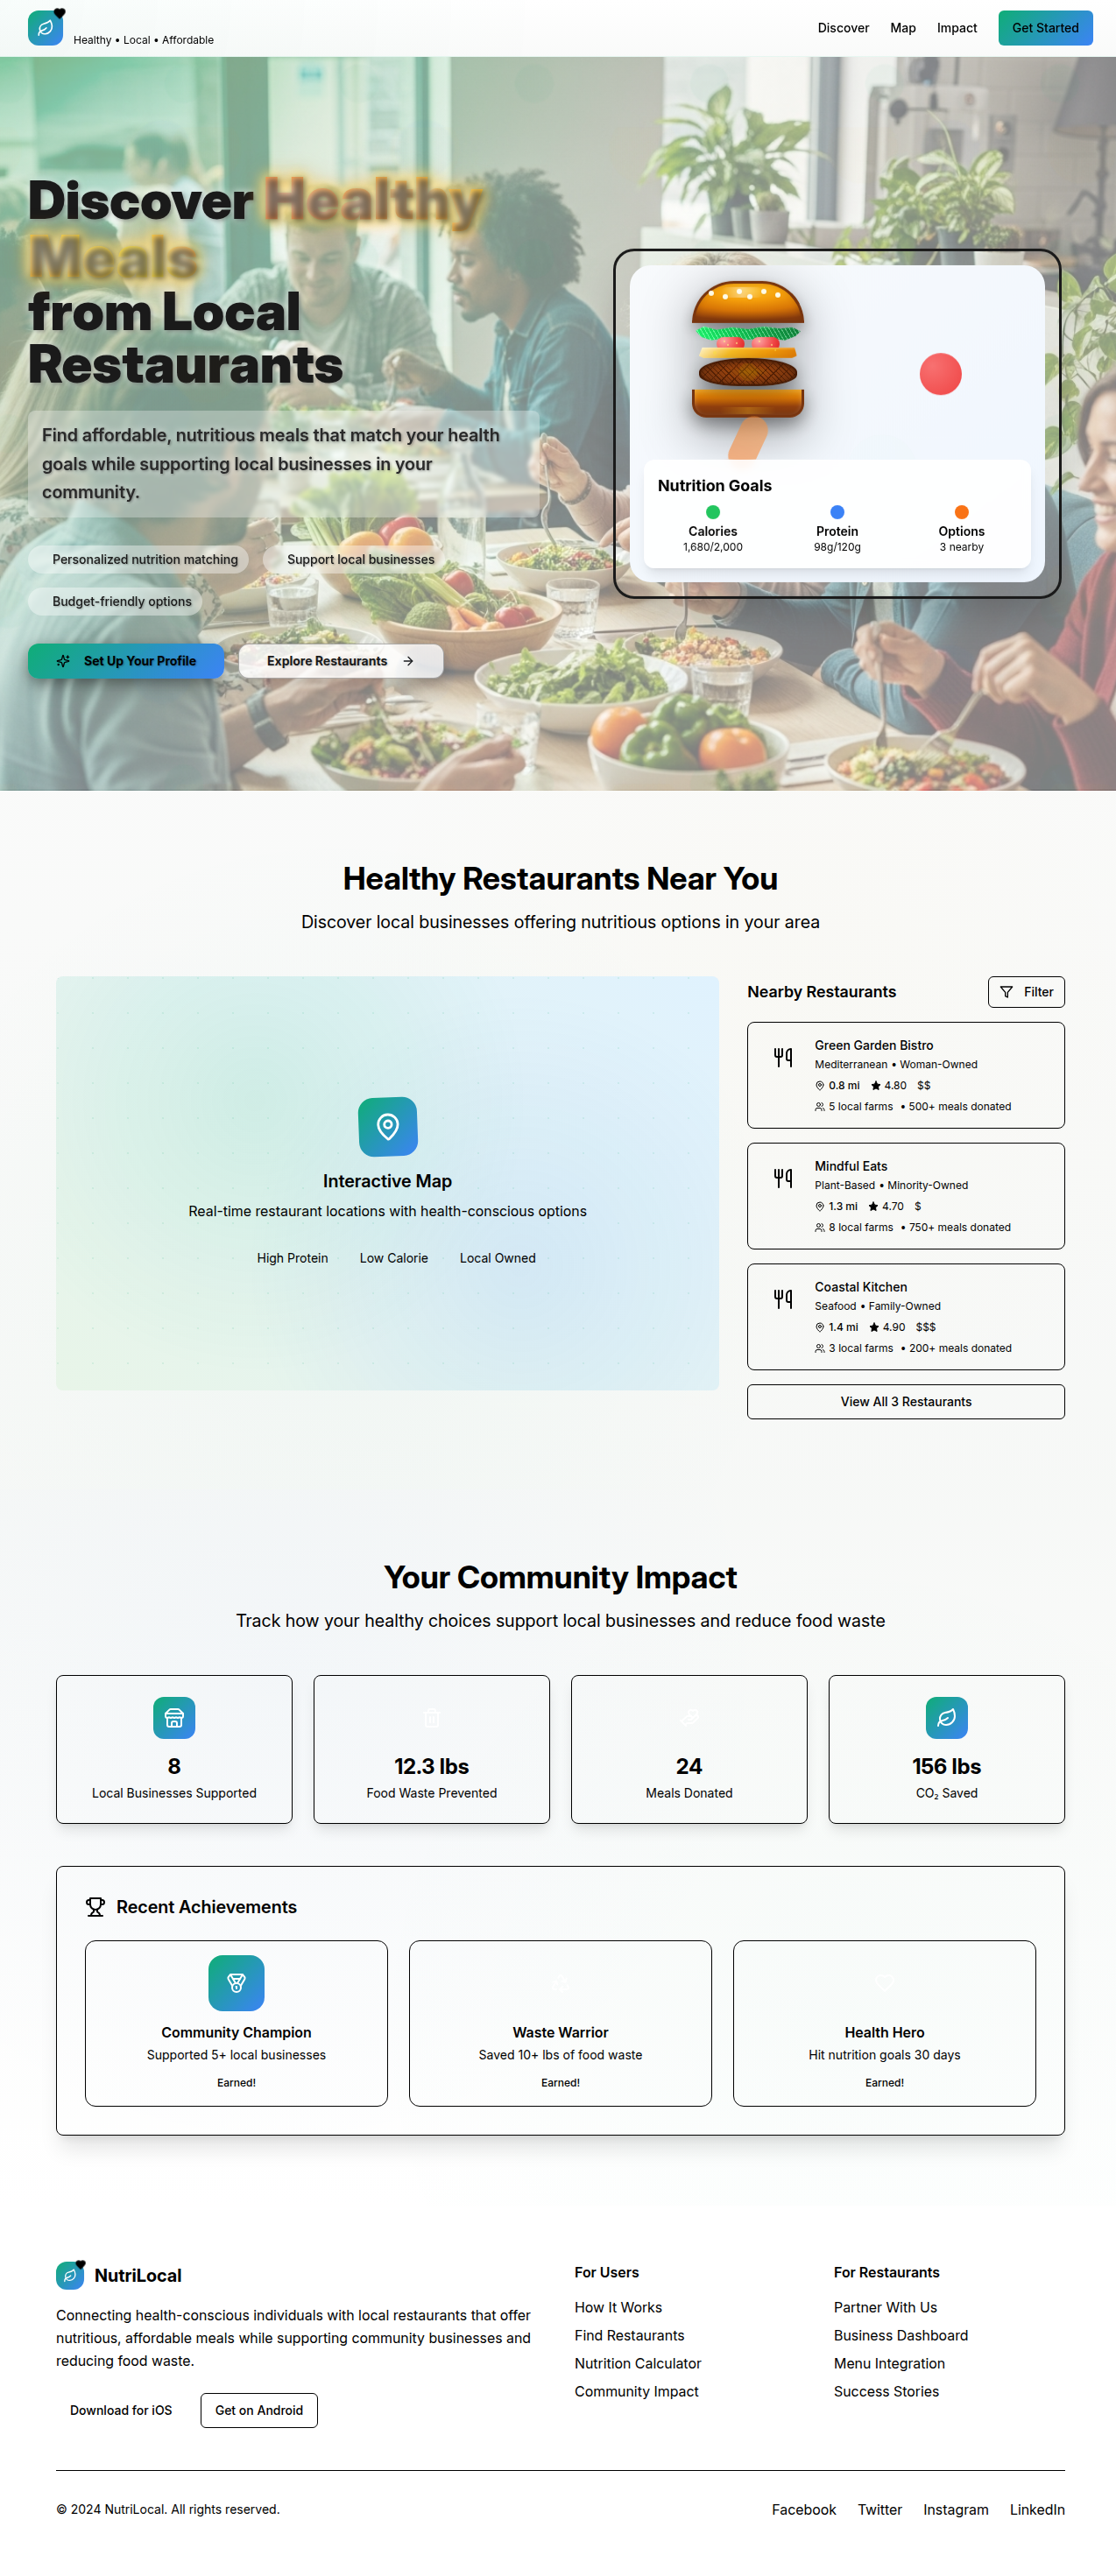 Healthy • Local • Affordable
Discover
Map
Impact
Get Started
Discover Healthy
Meals
from Local
Restaurants
Find affordable, nutritious meals that match your health
goals while supporting local businesses in your
community.
Personalized nutrition matching
Support local businesses
Budget-friendly options
Set Up Your Profile
Explore Restaurants
Nutrition Goals
Calories
1,680/2,000
Protein
98g/120g
Options
3 nearby
Healthy Restaurants Near You
Discover local businesses offering nutritious options in your area
Interactive Map
Real-time restaurant locations with health-conscious options
High Protein
Low Calorie
Local Owned
Nearby Restaurants
Filter
Green Garden Bistro
Mediterranean • Woman-Owned
0.8 mi 4.80 $$
5 local farms • 500+ meals donated
Mindful Eats
Plant-Based • Minority-Owned
1.3 mi 4.70 $
8 local farms • 750+ meals donated
Coastal Kitchen
Seafood • Family-Owned
1.4 mi 4.90 $$$
3 local farms • 200+ meals donated
View All 3 Restaurants
Your Community Impact
Track how your healthy choices support local businesses and reduce food waste
8
Local Businesses Supported
12.3 lbs
Food Waste Prevented
24
Meals Donated
156 lbs
CO₂ Saved
Recent Achievements
Community Champion
Supported 5+ local businesses
Earned!
Waste Warrior
Saved 10+ lbs of food waste
Earned!
Health Hero
Hit nutrition goals 30 days
Earned!
NutriLocal
Connecting health-conscious individuals with local restaurants that offer
nutritious, affordable meals while supporting community businesses and
reducing food waste.
Download for iOS
Get on Android
For Users
How It Works
Find Restaurants
Nutrition Calculator
Community Impact
For Restaurants
Partner With Us
Business Dashboard
Menu Integration
Success Stories
© 2024 NutriLocal. All rights reserved.
Facebook
Twitter
Instagram
LinkedIn